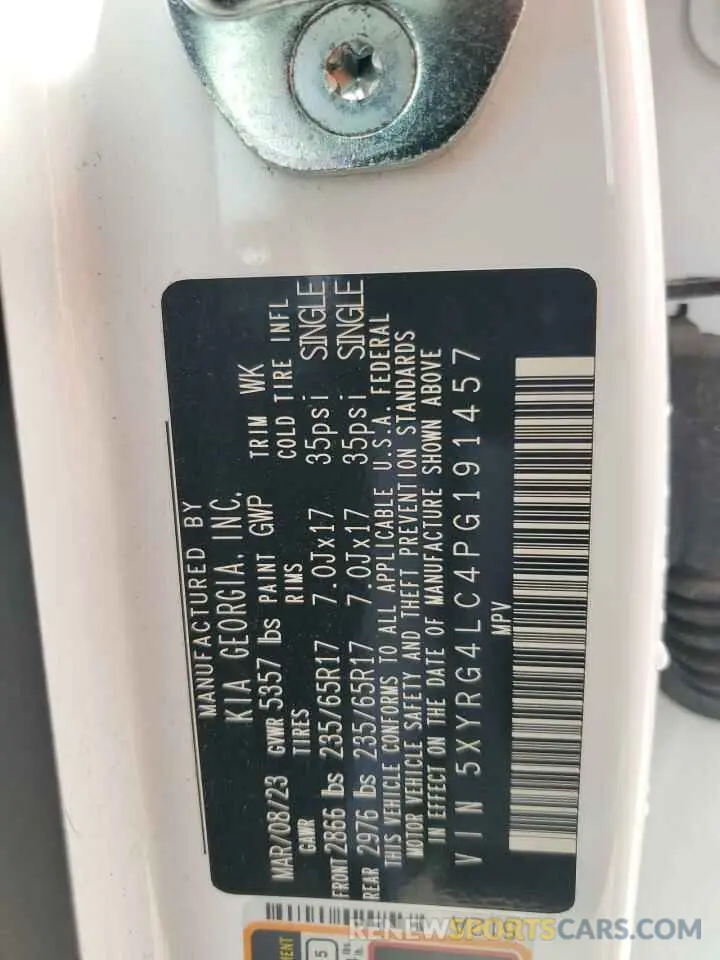 MANUFACTURED BY
KIA GEORGIA, INC.
MAR/08/23 GVWR 5357 lbs PAINT GWP TRIM WK
GAWR TIRES RIMS COLD TIRE INFL
FRONT 2866 lbs 235/65R17 7.0Jx17 35psi SINGLE
REAR 2976 lbs 235/65R17 7.0Jx17 35psi SINGLE
THIS VEHICLE CONFORMS TO ALL APPLICABLE U.S.A. FEDERAL
MOTOR VEHICLE SAFETY AND THEFT PREVENTION STANDARDS
IN EFFECT ON THE DATE OF MANUFACTURE SHOWN ABOVE
VIN 5XYRG4LC4PG191457
MPV
5
RENEWSPORTSCARS.COM